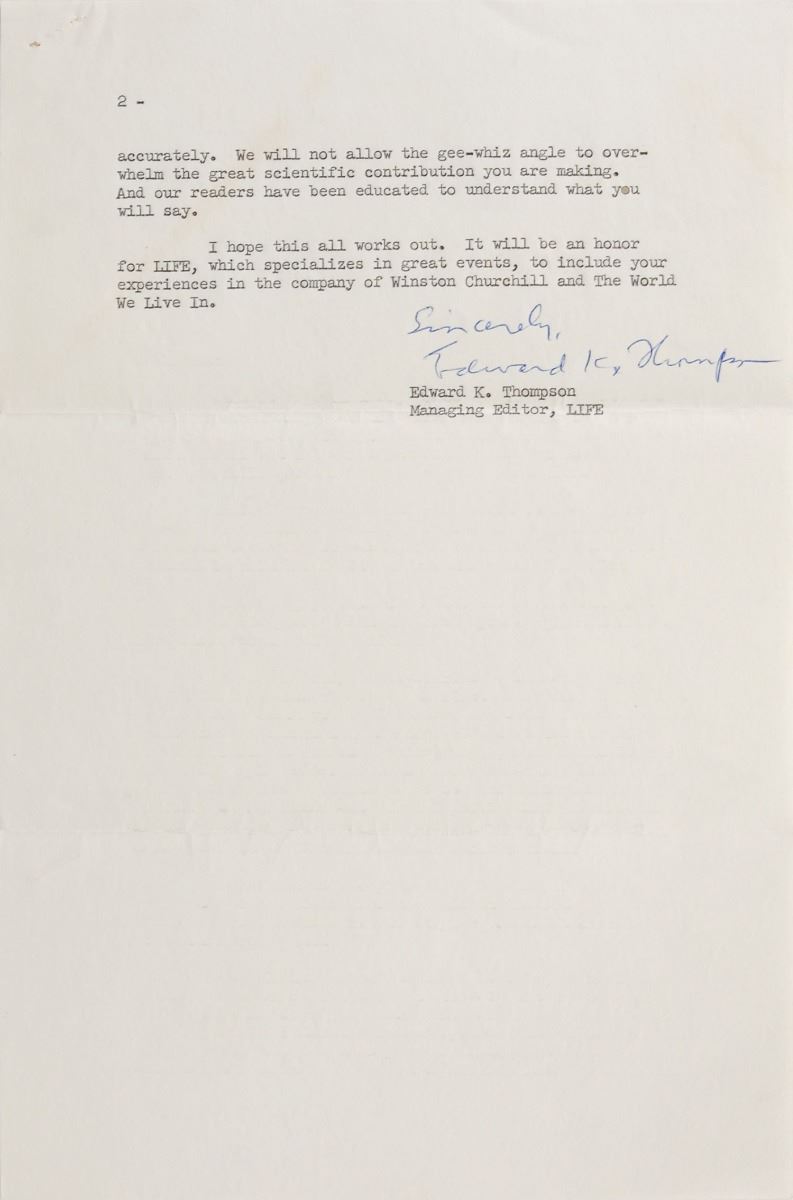 2 -
accurately. We will not allow the gee-whiz angle to over-
whelm the great scientific contribution you are making.
And our readers have been educated to understand what you
will say.
I hope this all works out. It will be an honor
for LIFE, which specializes in great events, to include your
experiences in the company of Winston Churchill and The World
We Live In.
Sincerely,
Edward K. Thompson
Edward K. Thompson
Managing Editor, LIFE